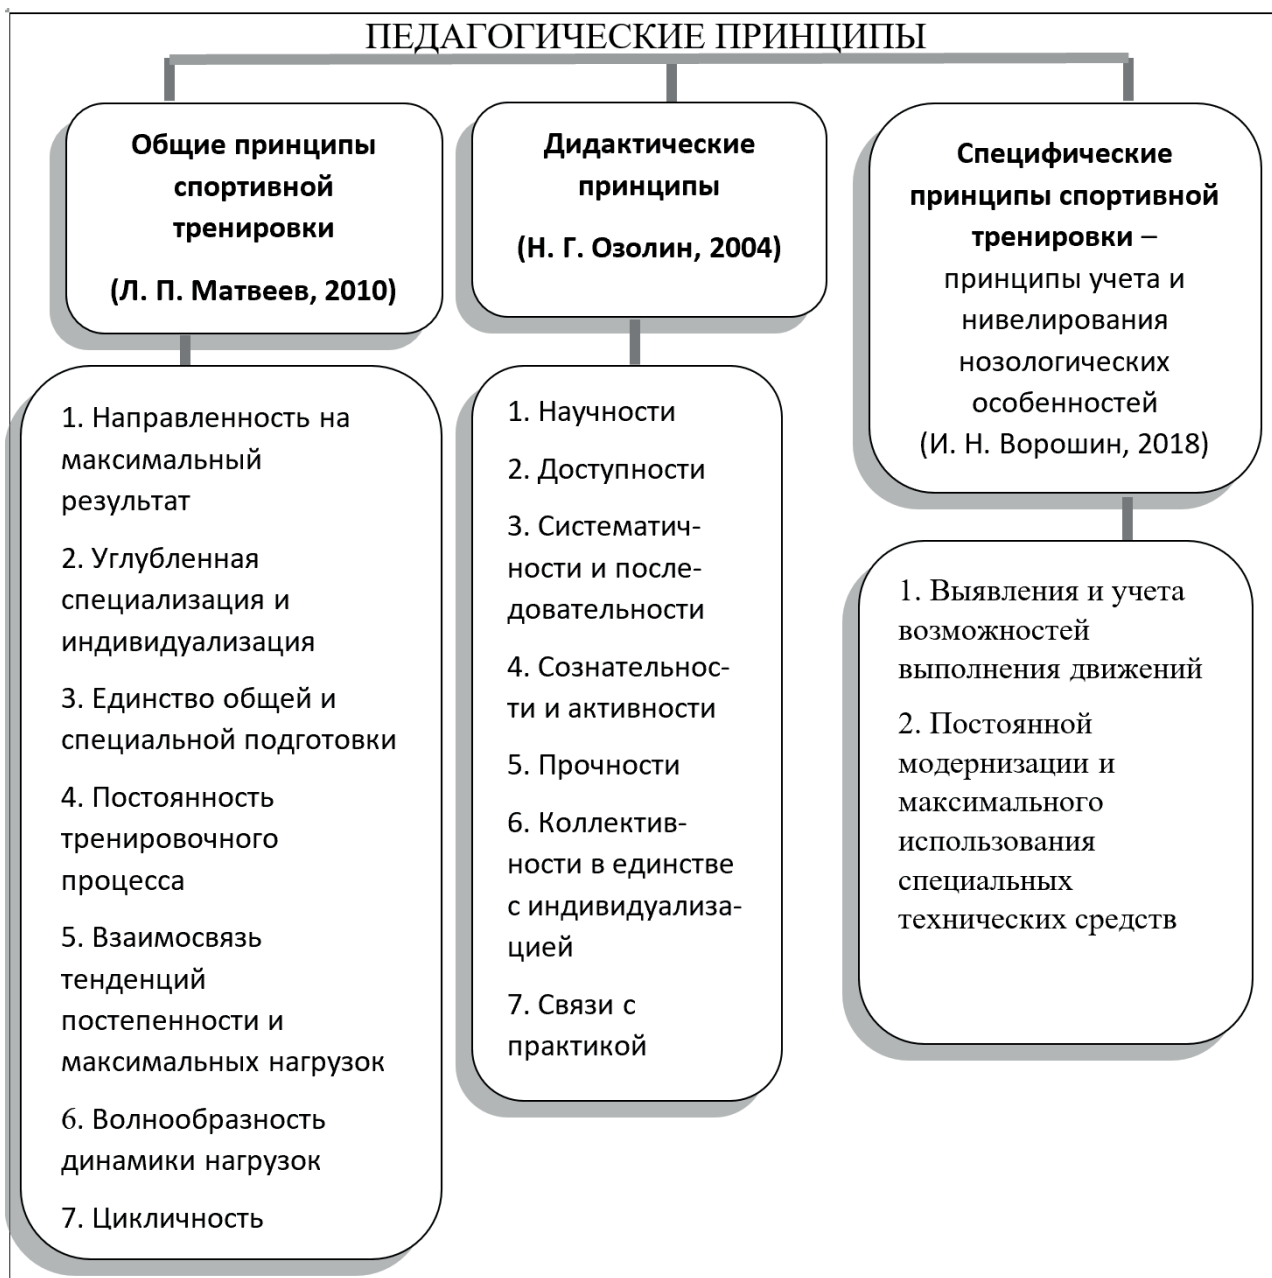 ПЕДАГОГИЧЕСКИЕ ПРИНЦИПЫ
Общие принципы
спортивной
тренировки
(Л. П. Матвеев, 2010)
1. Направленность на
максимальный
результат
2. Углубленная
специализация и
индивидуализация
3. Единство общей и
специальной подготовки
4. Постоянность
тренировочного
процесса
5. Взаимосвязь
тенденций
постепенности и
максимальных нагрузок
6. Волнообразность
динамики нагрузок
7. Цикличность
Дидактические
принципы
(Н. Г. Озолин, 2004)
1. Научности
2. Доступности
3. Систематич-
ности и после-
довательности
4. Сознательнос-
ти и активности
5. Прочности
6. Коллектив-
ности в единстве
с индивидуализа-
цией
7. Связи с
практикой
Специфические
принципы спортивной
тренировки –
принципы учета и
нивелирования
нозологических
особенностей
(И. Н. Ворошин, 2018)
1. Выявления и учета
возможностей
выполнения движений
2. Постоянной
модернизации и
максимального
использования
специальных
технических средств